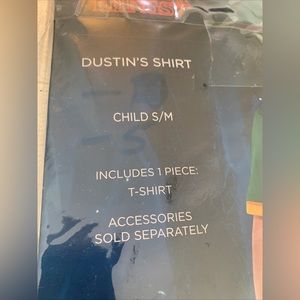 DUSTIN'S SHIRT
CHILD S/M
INCLUDES 1 PIECE:
T-SHIRT
ACCESSORIES
SOLD SEPARATELY